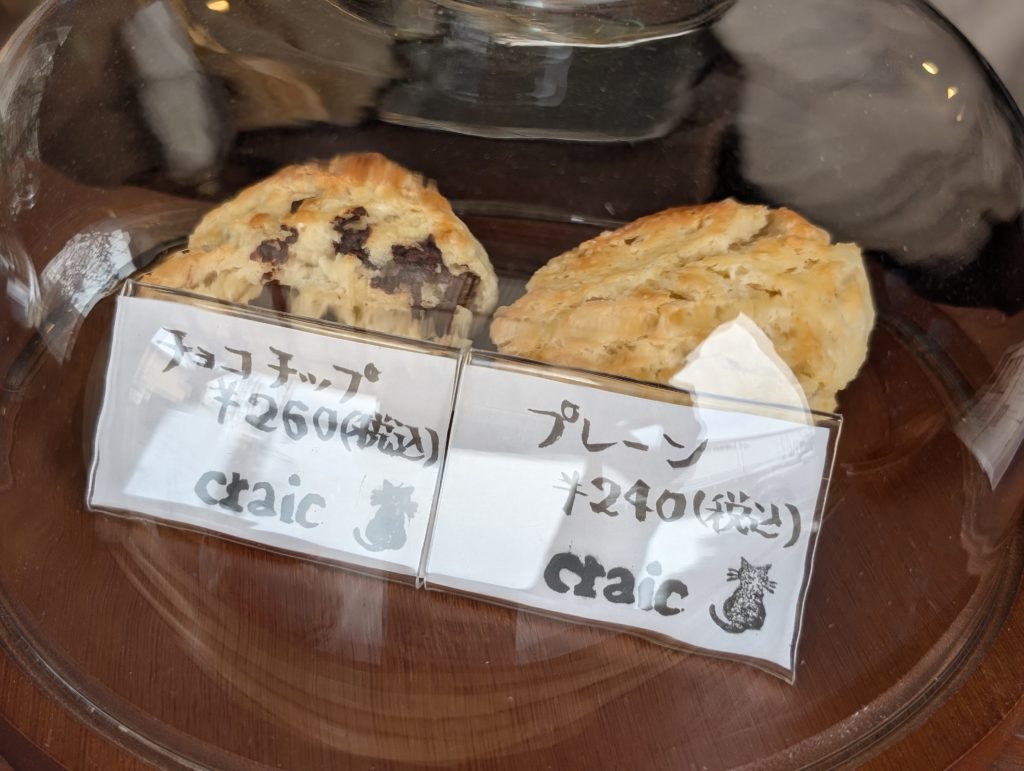 チョコチップ
¥260(税込)
craic
プレーン
¥240(税込)
craic